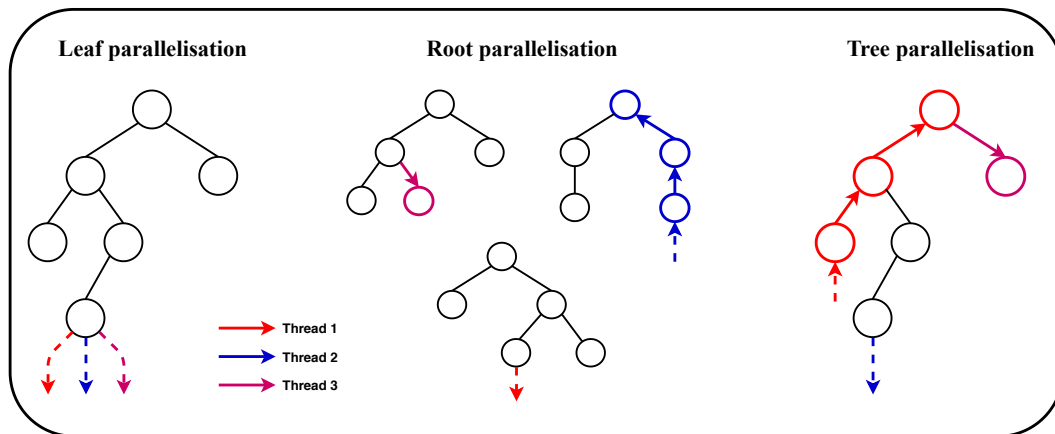 Leaf parallelisation
Root parallelisation
Tree parallelisation
Thread 1
Thread 2
Thread 3